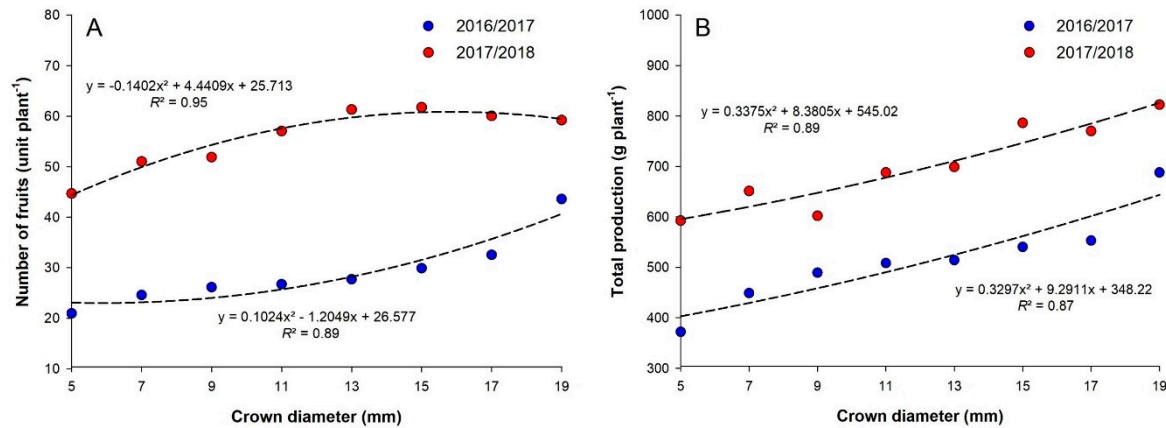 A
2016/2017
2017/2018
y = -0.1402x² + 4.4409x + 25.713
R² = 0.95
y = 0.1024x² - 1.2049x + 26.577
R² = 0.89
Number of fruits (unit plant⁻¹)
80
70
60
50
40
30
20
10
5 7 9 11 13 15 17 19
Crown diameter (mm)
B
2016/2017
2017/2018
y = 0.3375x² + 8.3805x + 545.02
R² = 0.89
y = 0.3297x² + 9.2911x + 348.22
R² = 0.87
Total production (g plant⁻¹)
1000
900
800
700
600
500
400
300
5 7 9 11 13 15 17 19
Crown diameter (mm)